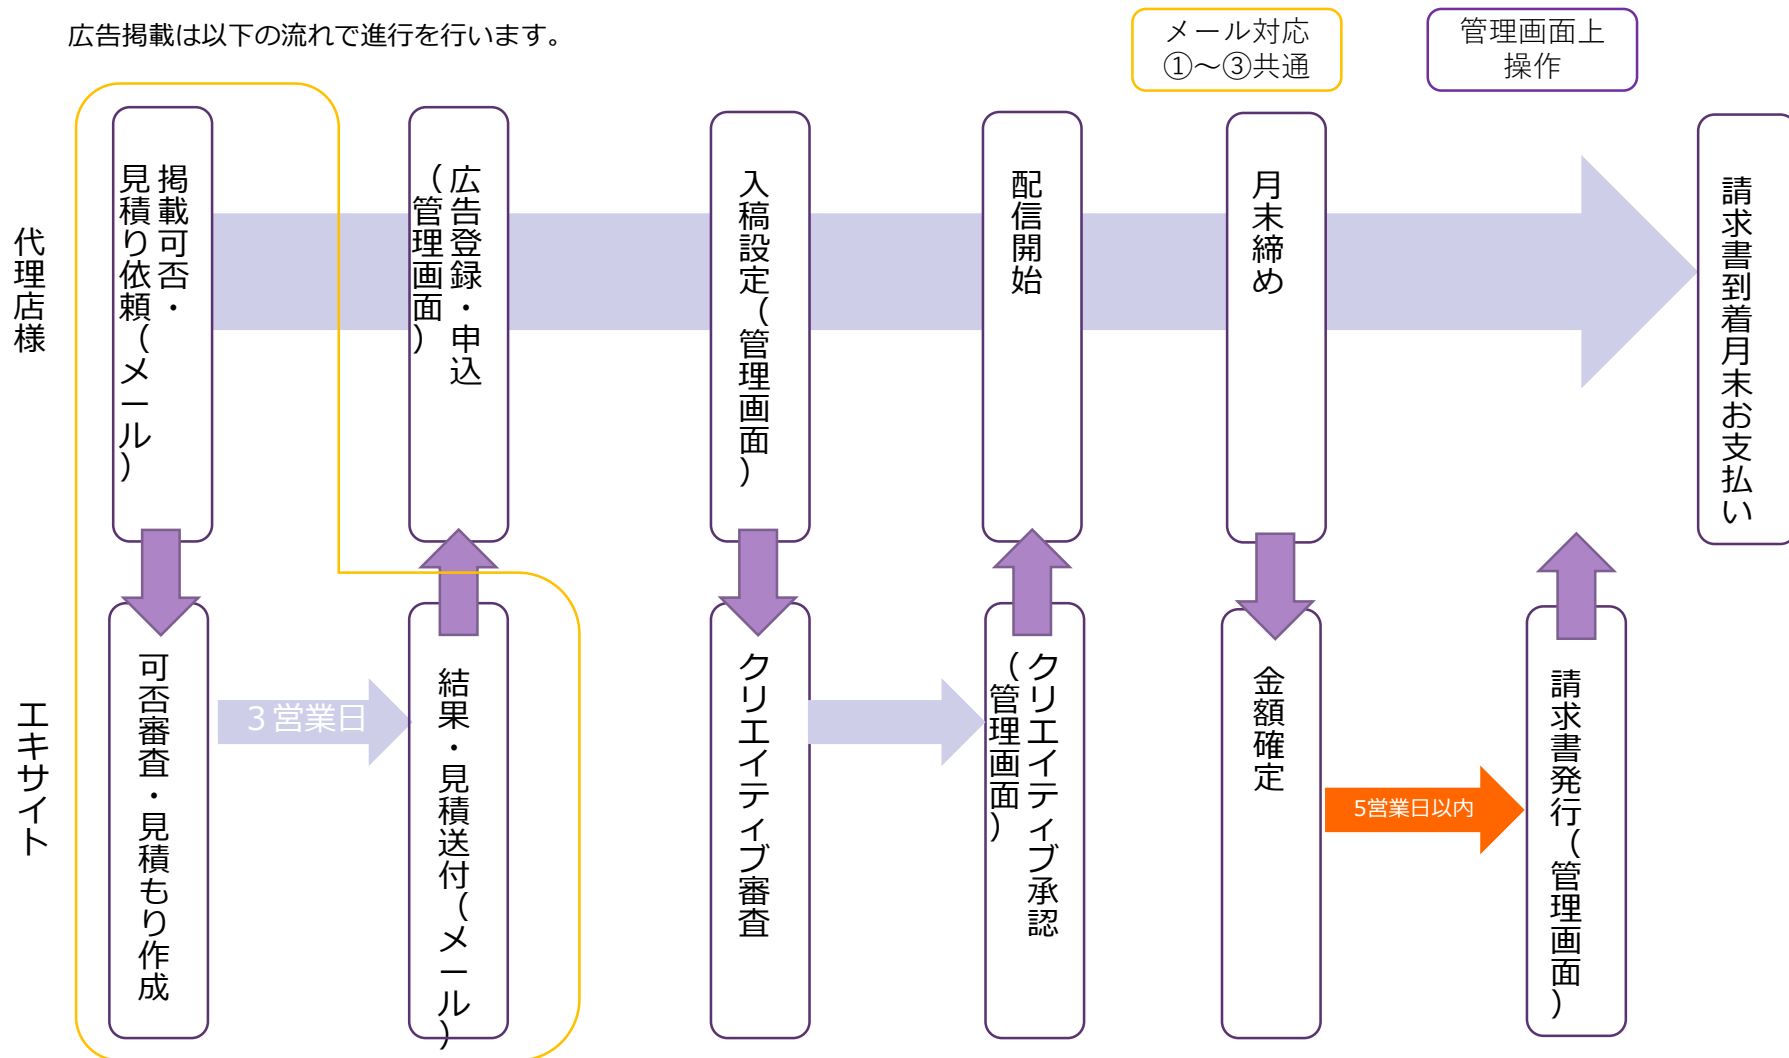 広告掲載は以下の流れで進行を行います。
メール対応
①～③共通
管理画面上
操作
代理店様
掲載可否・
見積り依頼（メール）
広告登録・申込
（管理画面）
入稿設定（管理画面）
配信開始
月末締め
請求書到着月末お支払い
エキサイト
可否審査・見積もり作成
３営業日
結果・見積送付（メール）
クリエイティブ審査
クリエイティブ承認
（管理画面）
金額確定
5営業日以内
請求書発行（管理画面）